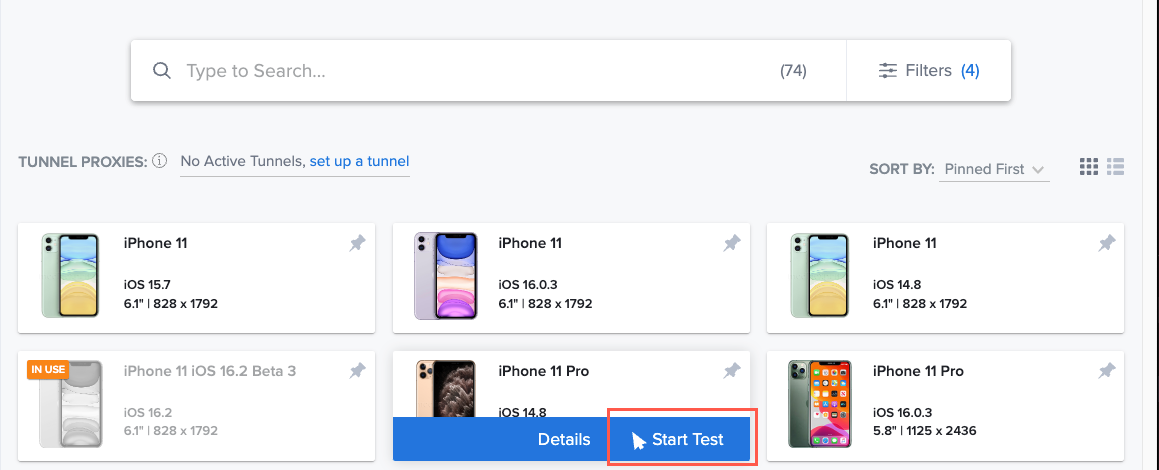 Type to Search... (74) Filters (4)
TUNNEL PROXIES: No Active Tunnels, set up a tunnel
SORT BY: Pinned First
iPhone 11
iOS 15.7
6.1" | 828 x 1792
iPhone 11
iOS 16.0.3
6.1" | 828 x 1792
iPhone 11
iOS 14.8
6.1" | 828 x 1792
IN USE
iPhone 11 iOS 16.2 Beta 3
iOS 16.2
6.1" | 828 x 1792
iPhone 11 Pro
iOS 14.8
Details Start Test
iPhone 11 Pro
iOS 16.0.3
5.8" | 1125 x 2436